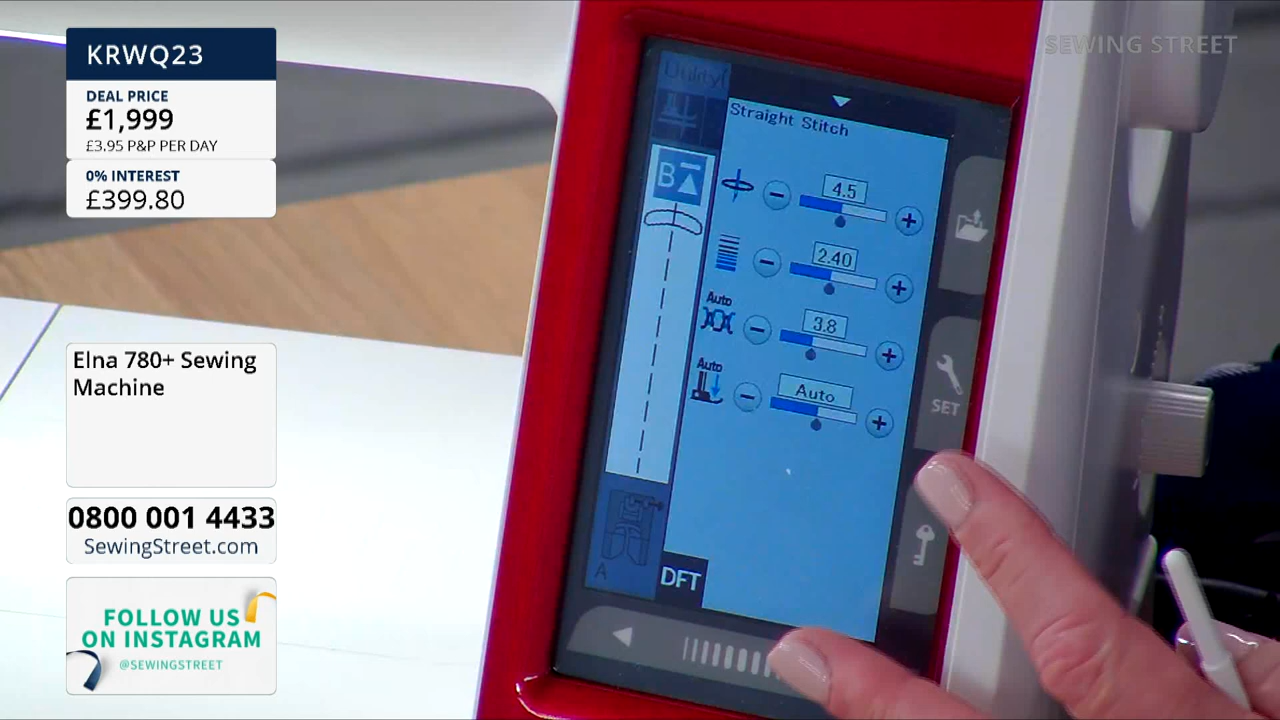 KRWQ23
DEAL PRICE
£1,999
£3.95 P&P PER DAY
0% INTEREST
£399.80
Elna 780+ Sewing
Machine
0800 001 4433
SewingStreet.com
FOLLOW US
ON INSTAGRAM
@SEWINGSTREET
SEWING STREET
Utility
Straight Stitch
B
4.5
2.40
Auto
3.8
Auto
Auto
SET
A
DFT